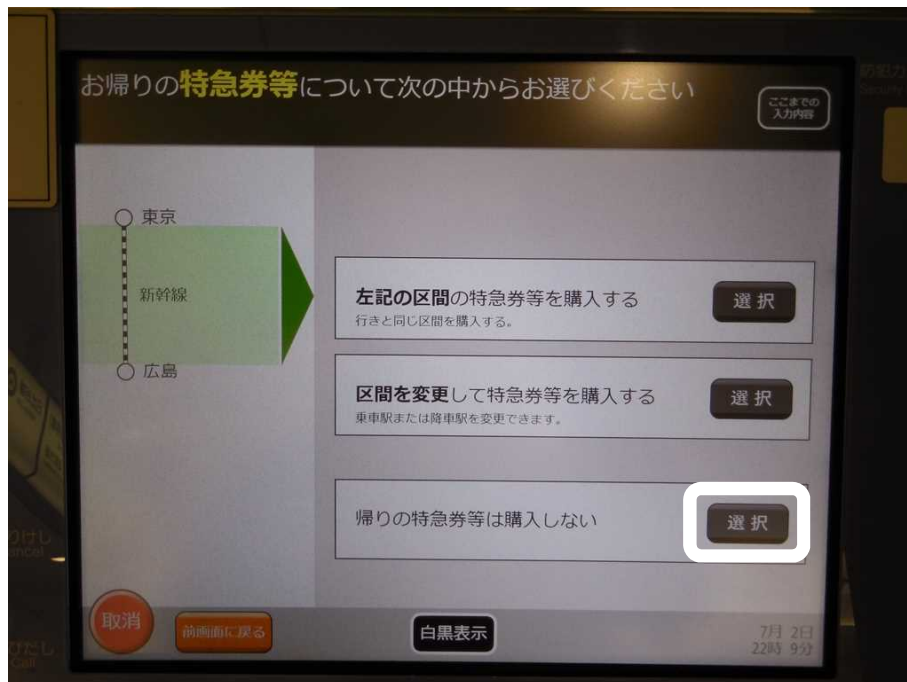 お帰りの特急券等について次の中からお選びください
ここまでの
入力内容
東京
新幹線
広島
左記の区間の特急券等を購入する
選択
行きと同じ区間を購入する。
区間を変更して特急券等を購入する
選択
乗車駅または降車駅を変更できます。
帰りの特急券等は購入しない
選択
取消
前画面に戻る
白黒表示
7月 2日
22時 9分
Call